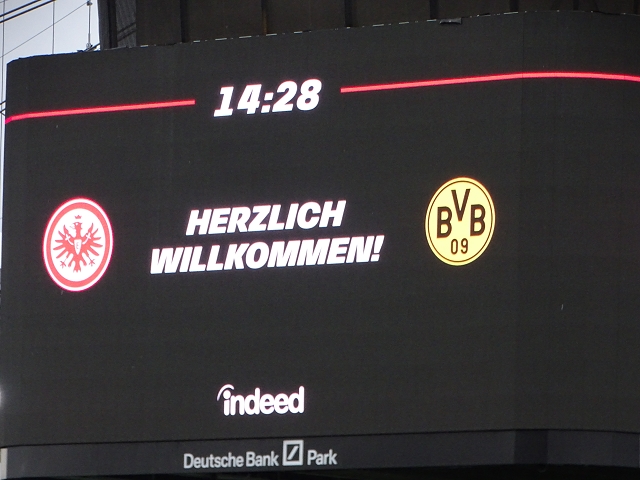 14:28
HERZLICH
WILLKOMMEN!
BVB
09
indeed
Deutsche Bank Park